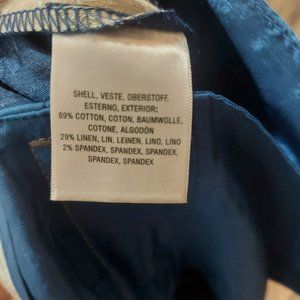 SHELL, VESTE, OBERSTOFF,
ESTERNO, EXTERIOR:
69% COTTON, COTON, BAUMWOLLE,
COTONE, ALGODÓN
29% LINEN, LIN, LEINEN, LINO, LINO
2% SPANDEX, SPANDEX, SPANDEX,
SPANDEX, SPANDEX